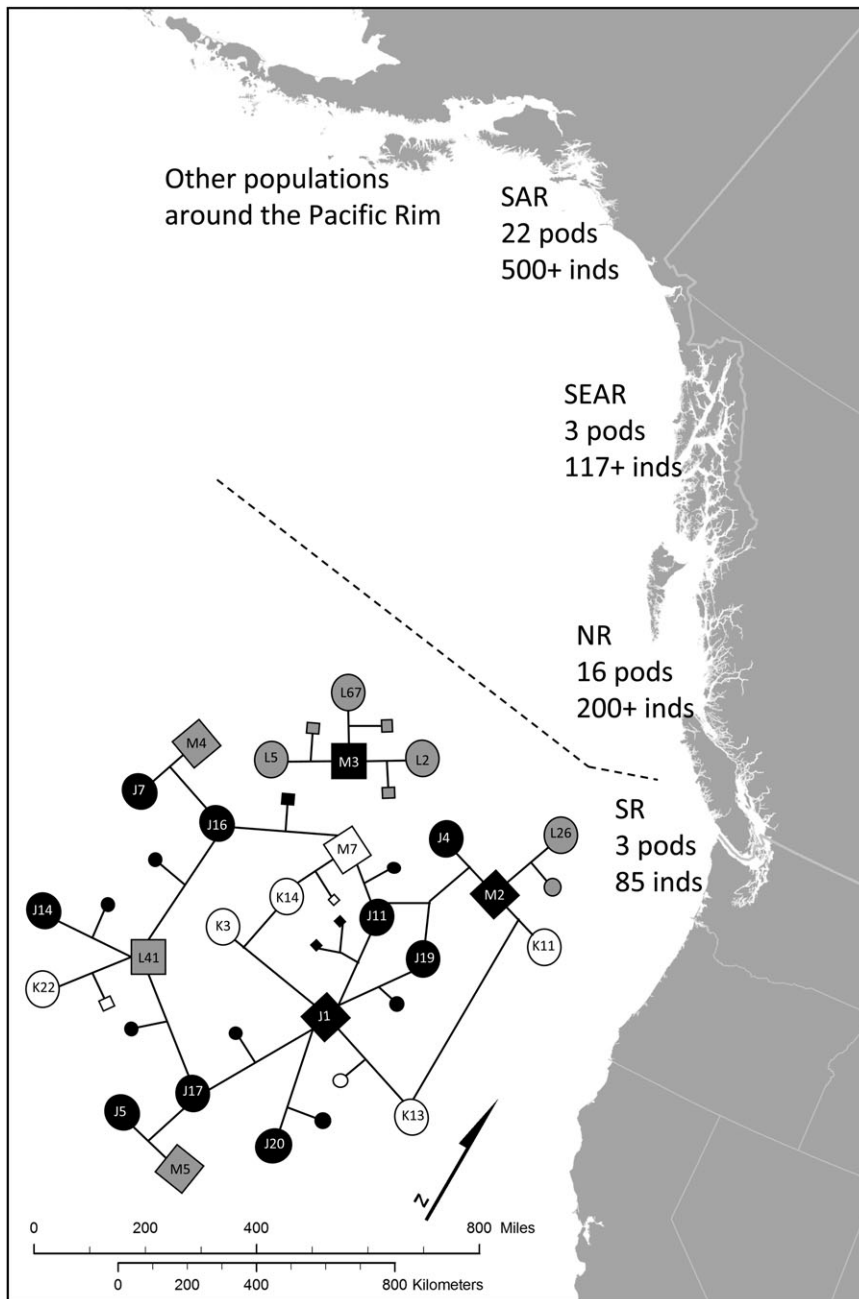 Other populations
around the Pacific Rim
SAR
22 pods
500+ inds
SEAR
3 pods
117+ inds
NR
16 pods
200+ inds
SR
3 pods
85 inds
L67
M4
L5
M3
L2
J7
J16
J4
L26
M7
M2
K14
J14
K3
J11
K11
L41
J19
K22
J1
J17
J5
K13
J20
M5
N
0 200 400 800 Miles
0 200 400 800 Kilometers